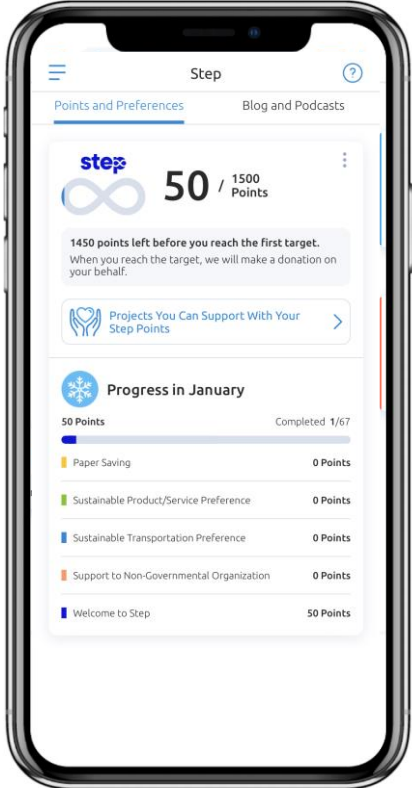 Step
?
Points and Preferences
Blog and Podcasts
step
50 / 1500
Points
1450 points left before you reach the first target.
When you reach the target, we will make a donation on
your behalf.
Projects You Can Support With Your
Step Points
Progress in January
50 Points
Completed 1/67
Paper Saving 0 Points
Sustainable Product/Service Preference 0 Points
Sustainable Transportation Preference 0 Points
Support to Non-Governmental Organization 0 Points
Welcome to Step 50 Points